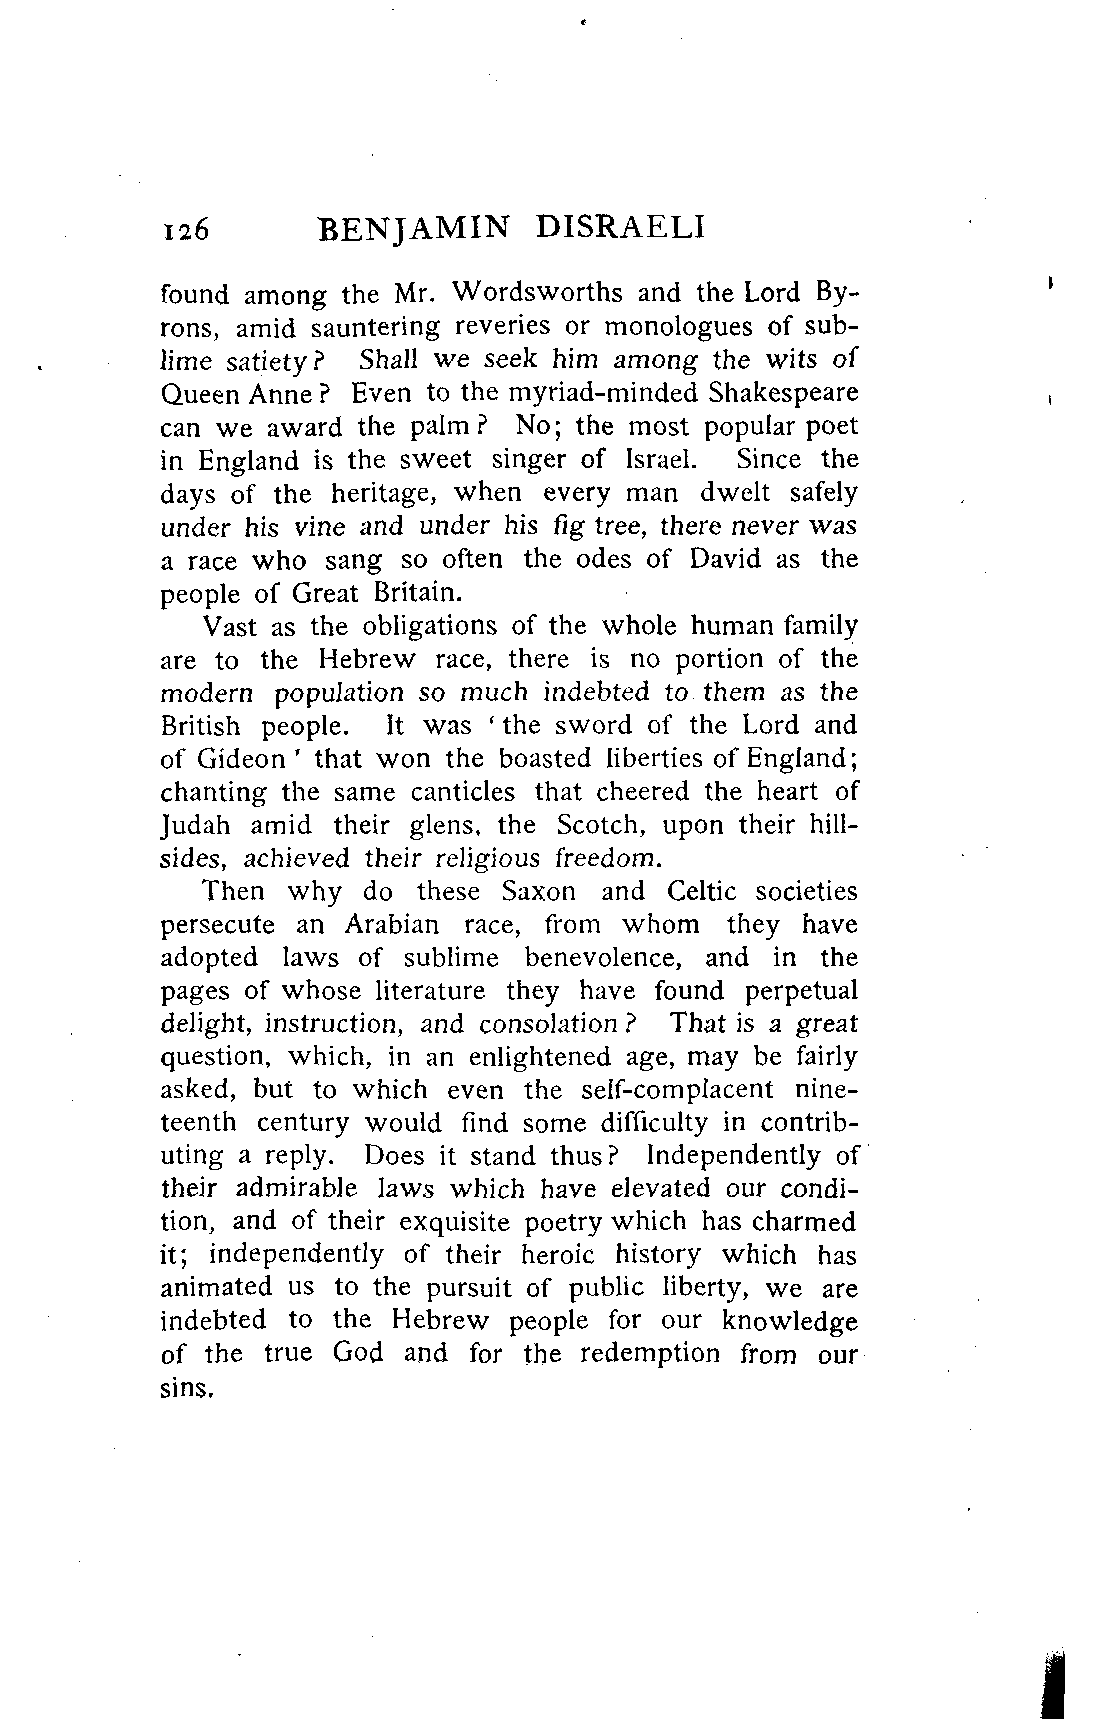 126 BENJAMIN DISRAELI
found among the Mr. Wordsworths and the Lord By-
rons, amid sauntering reveries or monologues of sub-
lime satiety? Shall we seek him among the wits of
Queen Anne? Even to the myriad-minded Shakespeare
can we award the palm? No; the most popular poet
in England is the sweet singer of Israel. Since the
days of the heritage, when every man dwelt safely
under his vine and under his fig tree, there never was
a race who sang so often the odes of David as the
people of Great Britain.
Vast as the obligations of the whole human family
are to the Hebrew race, there is no portion of the
modern population so much indebted to them as the
British people. It was ‘the sword of the Lord and
of Gideon’ that won the boasted liberties of England;
chanting the same canticles that cheered the heart of
Judah amid their glens, the Scotch, upon their hill-
sides, achieved their religious freedom.
Then why do these Saxon and Celtic societies
persecute an Arabian race, from whom they have
adopted laws of sublime benevolence, and in the
pages of whose literature they have found perpetual
delight, instruction, and consolation? That is a great
question, which, in an enlightened age, may be fairly
asked, but to which even the self-complacent nine-
teenth century would find some difficulty in contrib-
uting a reply. Does it stand thus? Independently of
their admirable laws which have elevated our condi-
tion, and of their exquisite poetry which has charmed
it; independently of their heroic history which has
animated us to the pursuit of public liberty, we are
indebted to the Hebrew people for our knowledge
of the true God and for the redemption from our
sins.